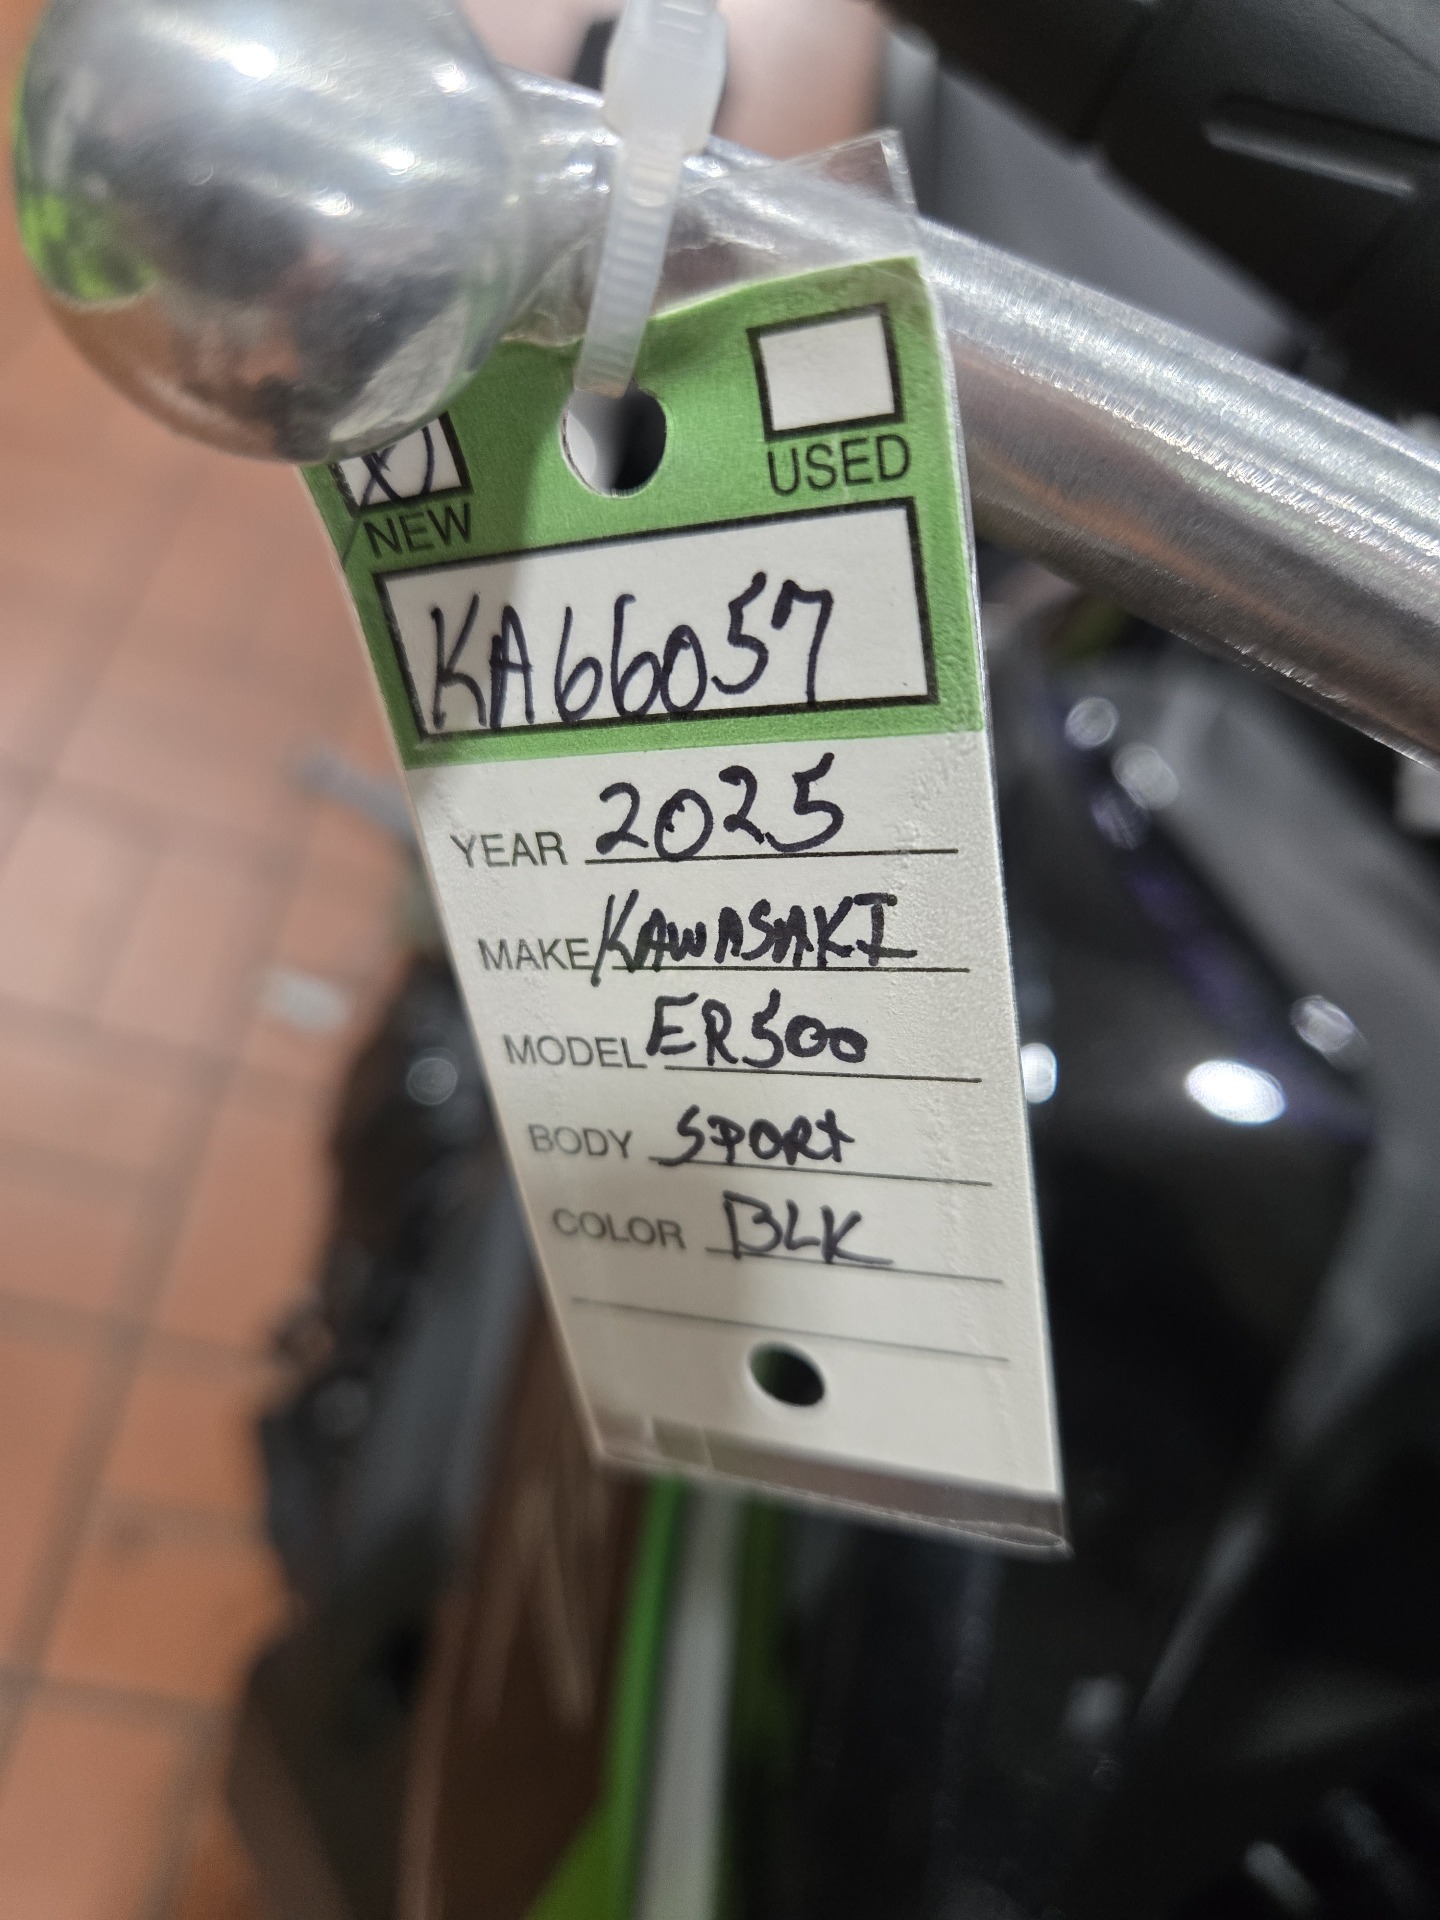 NEW
USED
KA66057
YEAR 2025
MAKE KAWASAKI
MODEL ER500
BODY SPORT
COLOR BLK